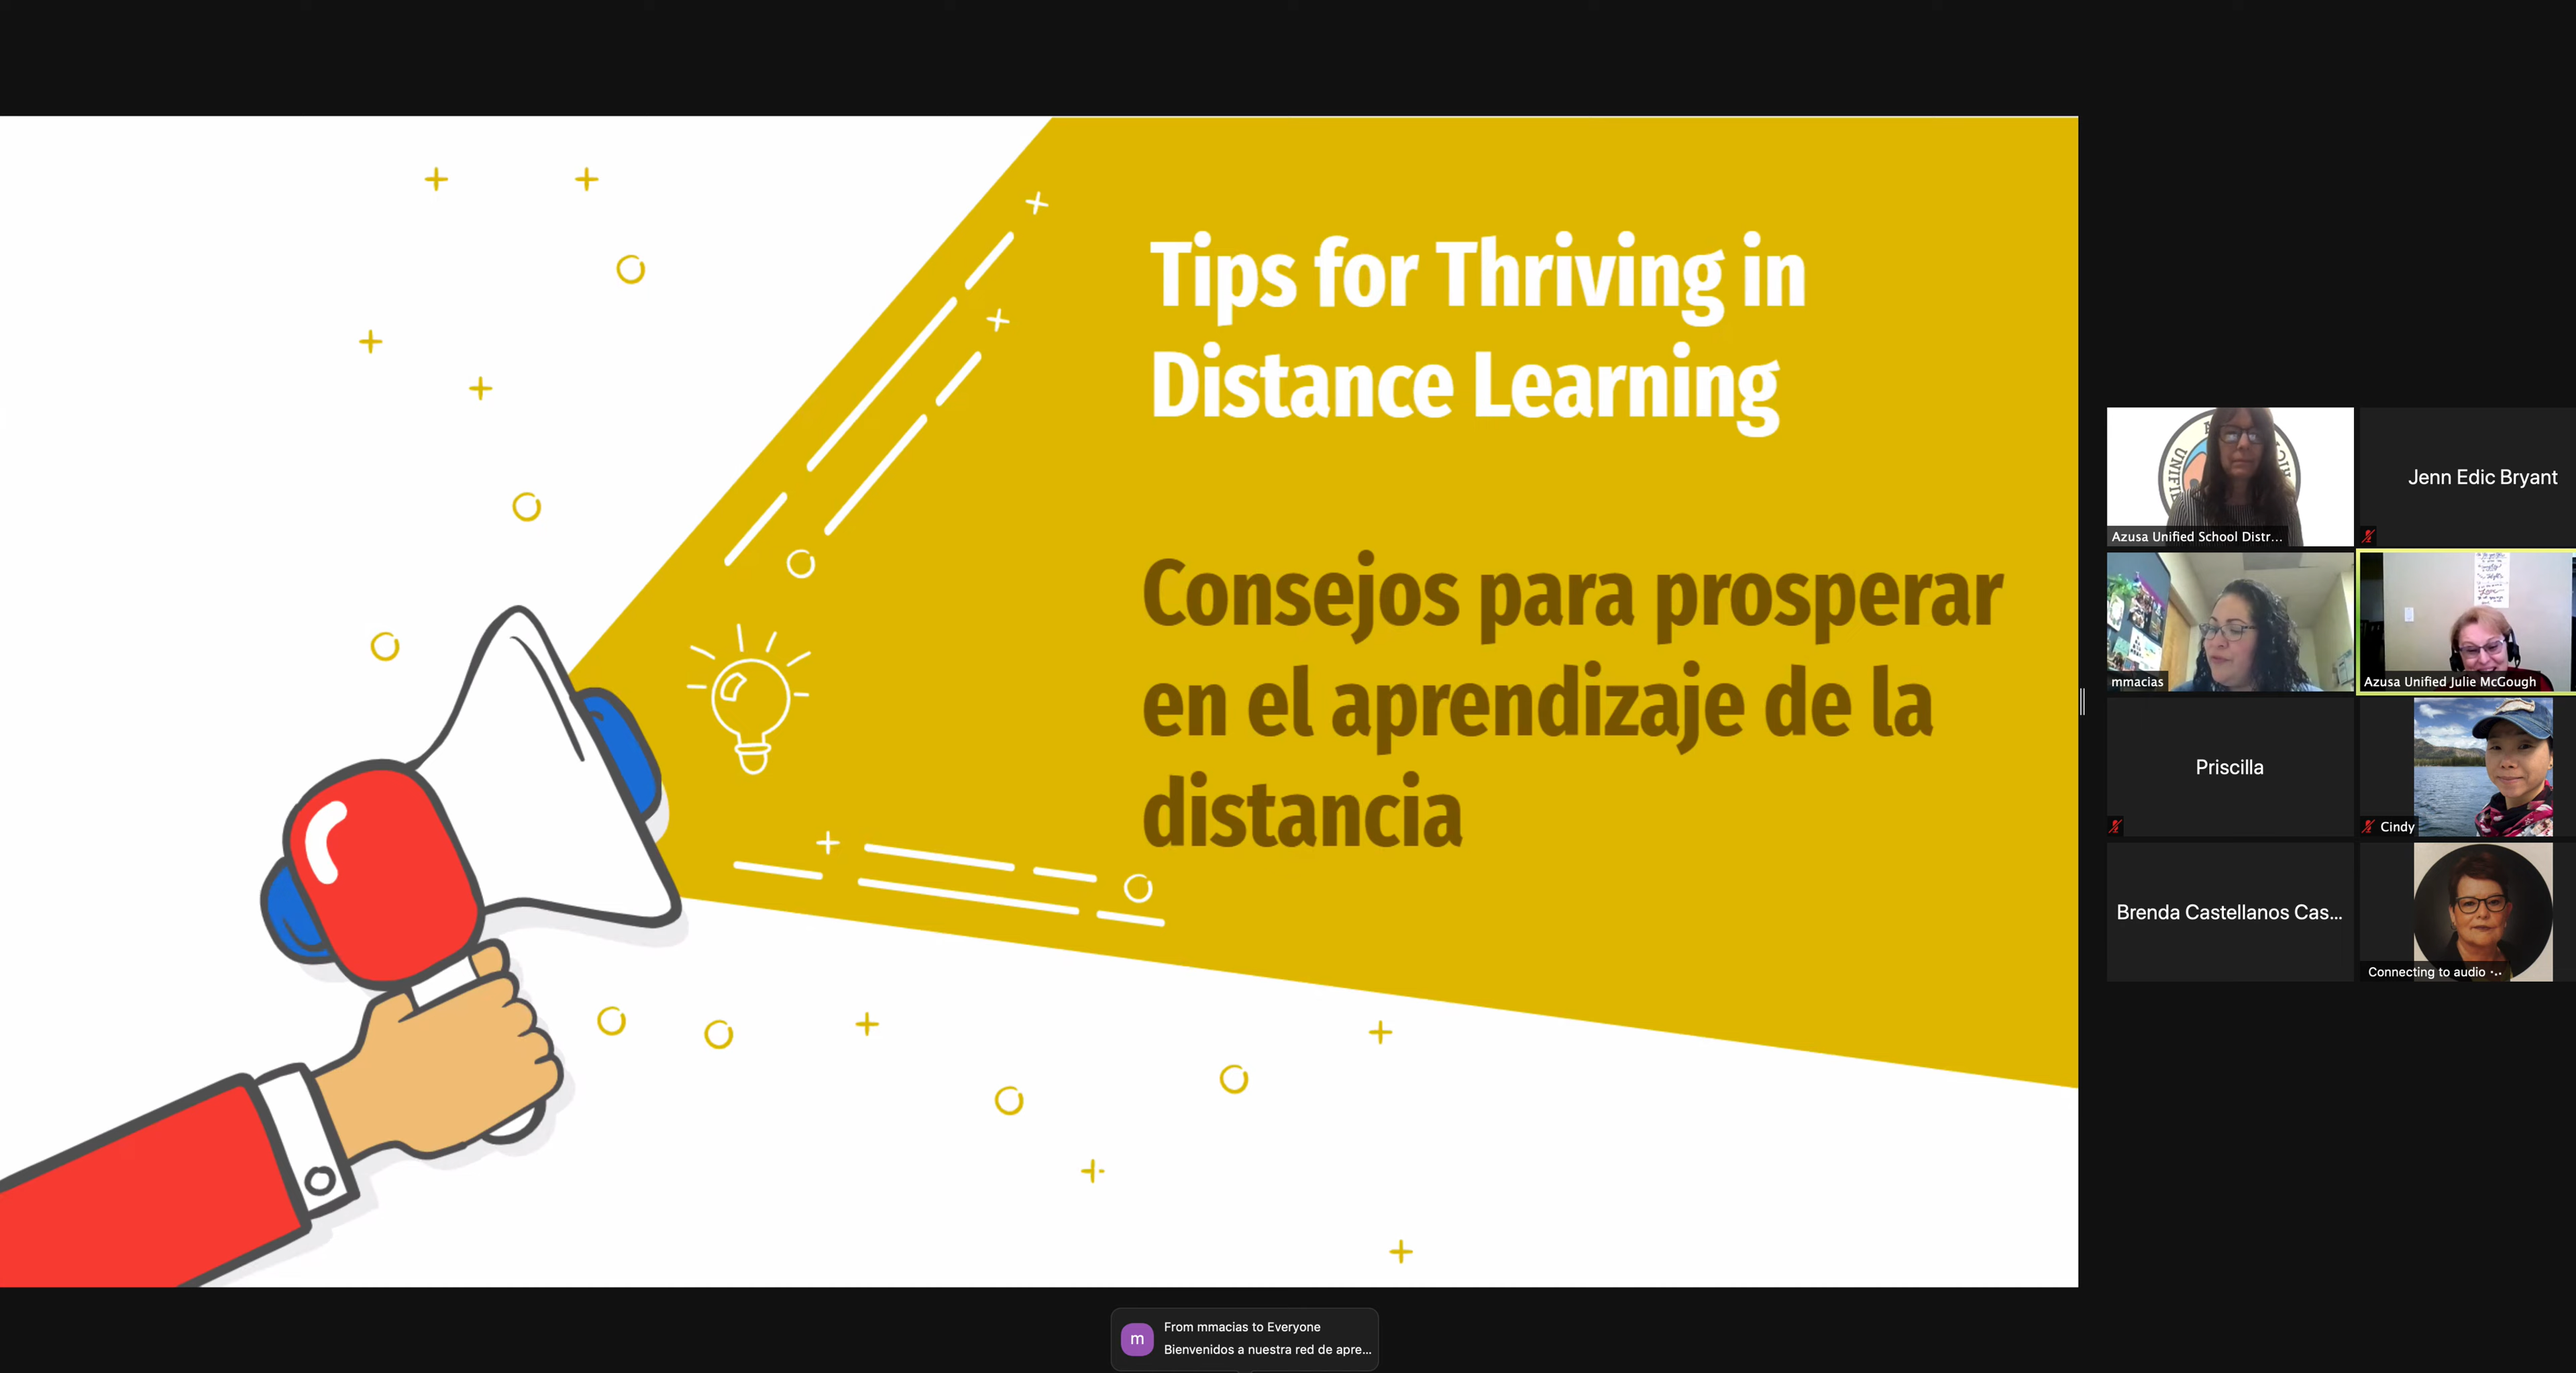 Tips for Thriving in
Distance Learning
Consejos para prosperar
en el aprendizaje de la
distancia
Azusa Unified School Distr...
Jenn Edic Bryant
mmacias
Azusa Unified Julie McGough
Priscilla
Cindy
Brenda Castellanos Cas...
Connecting to audio ...
m
From mmacias to Everyone
Bienvenidos a nuestra red de apre...